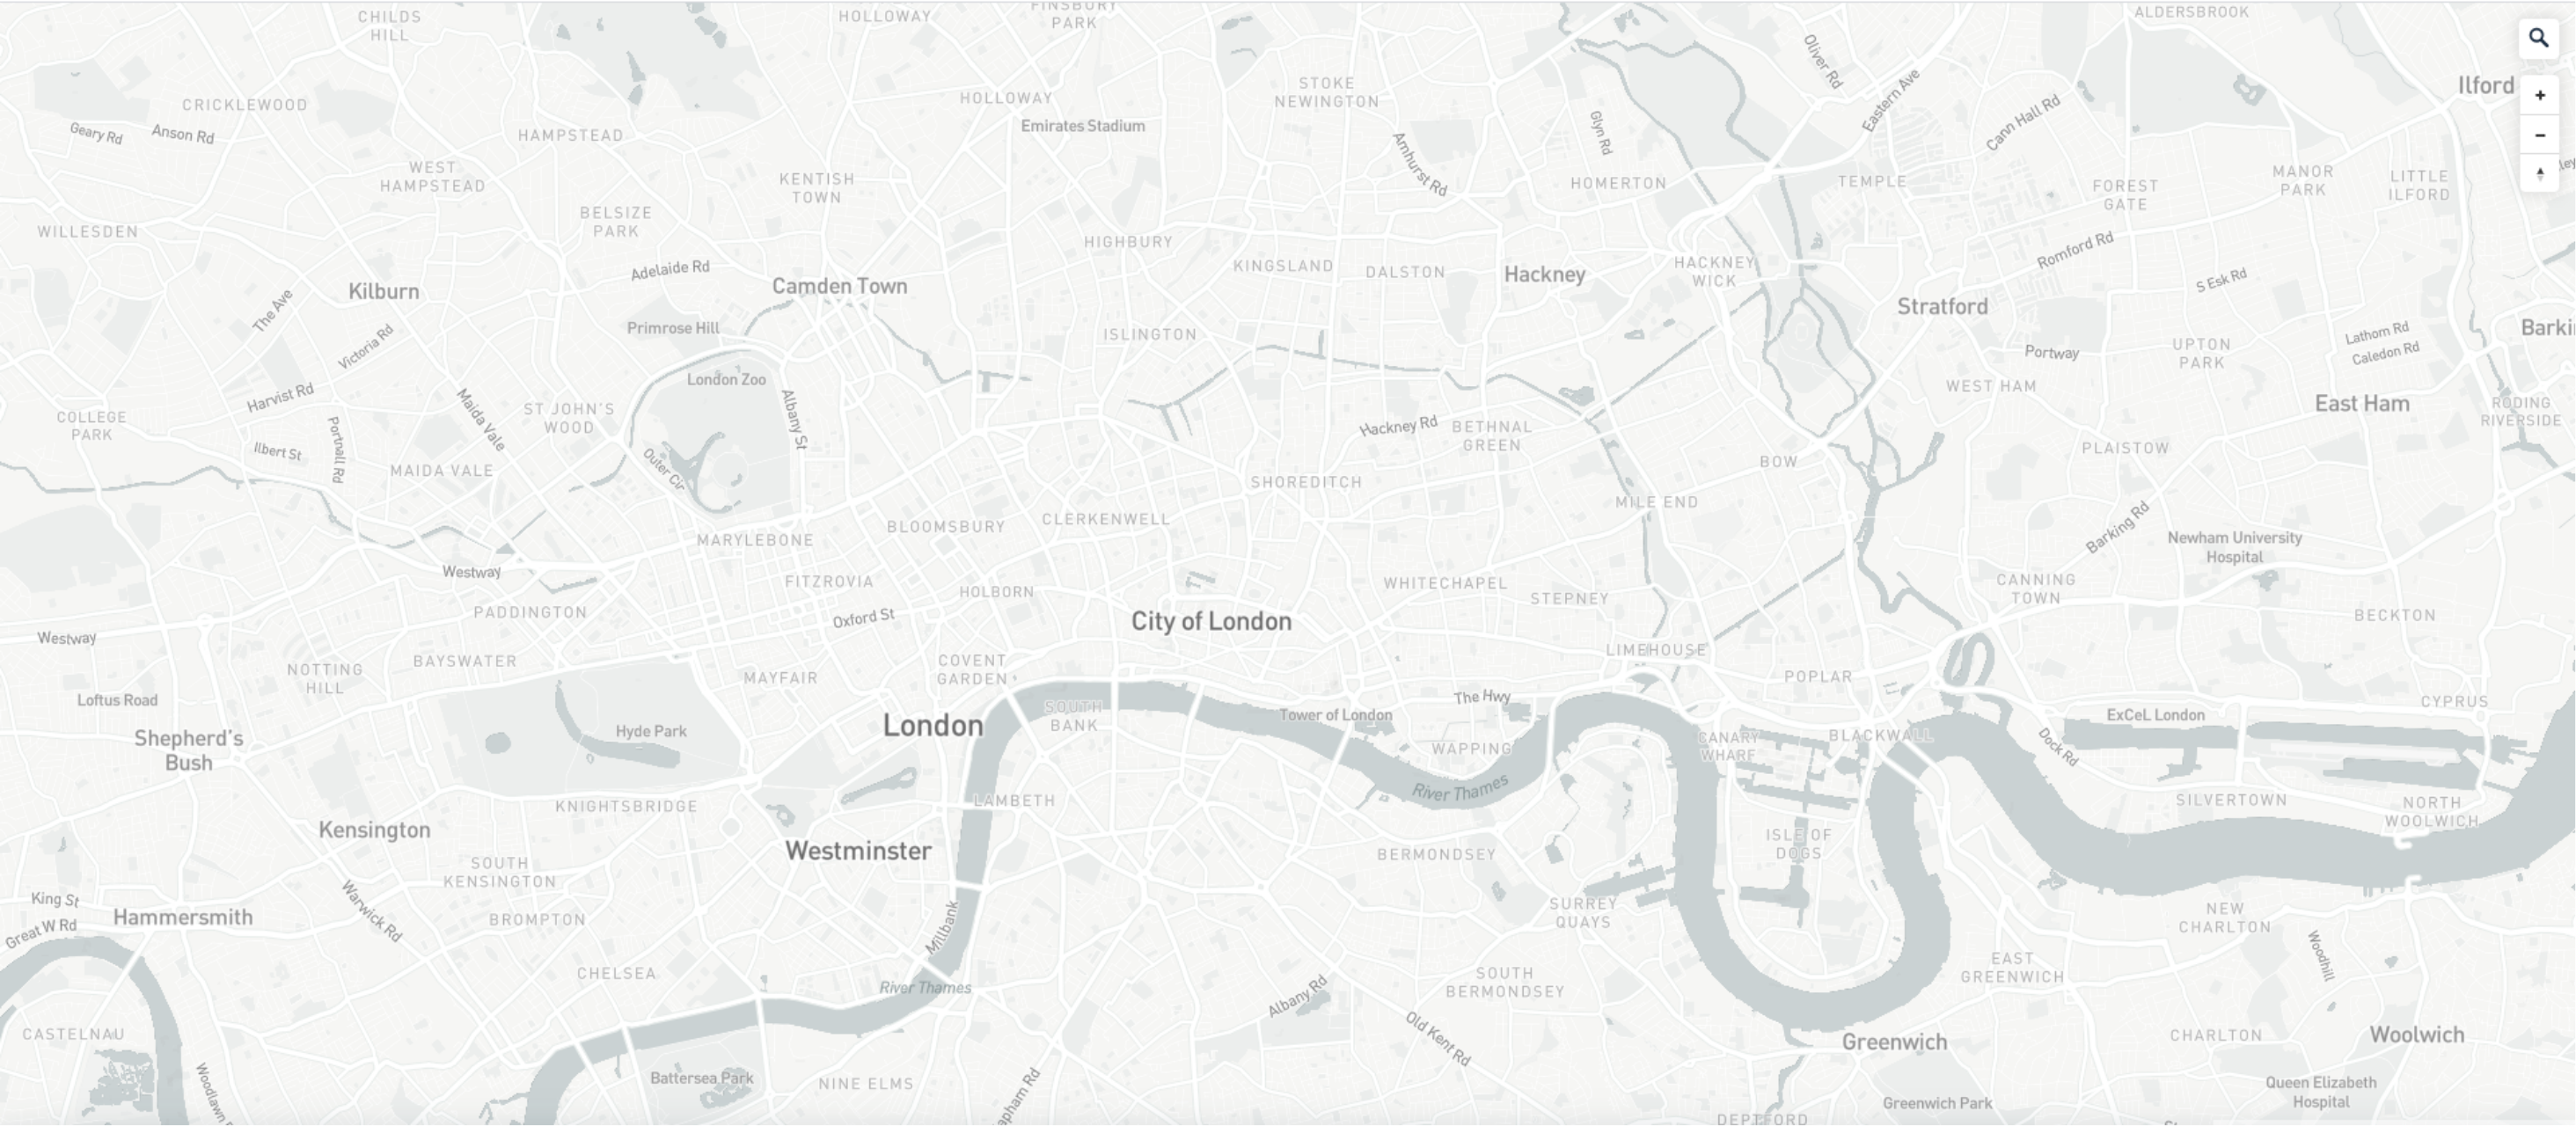 CHILDS
HILL
HOLLOWAY
FINSBURY
PARK
ALDERSBROOK
Oliver Rd
Eastern Ave
Ilford
STOKE
NEWINGTON
CRICKLEWOOD
HOLLOWAY
Emirates Stadium
Geary Rd
Anson Rd
HAMPSTEAD
Glyn Rd
Cann Hall Rd
Amhurst Rd
WEST
HAMPSTEAD
KENTISH
TOWN
HOMERTON
TEMPLE
FOREST
GATE
MANOR
PARK
LITTLE
ILFORD
WILLESDEN
BELSIZE
PARK
HIGHBURY
Romford Rd
Adelaide Rd
KINGSLAND
DALSTON
Hackney
HACKNEY
WICK
S Esk Rd
Kilburn
Camden Town
Stratford
The Ave
Primrose Hill
ISLINGTON
Barki
Victoria Rd
Lathom Rd
Caledon Rd
Portway
UPTON
PARK
London Zoo
WEST HAM
Harvist Rd
Maida Vale
ST JOHN'S
WOOD
Albany St
East Ham
RODING
RIVERSIDE
COLLEGE
PARK
Portnall Rd
Hackney Rd
BETHNAL
GREEN
Ilbert St
MAIDA VALE
Outer Cir
BOW
PLAISTOW
SHOREDITCH
MILE END
BLOOMSBURY
CLERKENWELL
MARYLEBONE
Barking Rd
Newham University
Hospital
Westway
FITZROVIA
HOLBORN
WHITECHAPEL
STEPNEY
CANNING
TOWN
PADDINGTON
Oxford St
City of London
BECKTON
Westway
LIMEHOUSE
NOTTING
HILL
BAYSWATER
MAYFAIR
COVENT
GARDEN
POPLAR
Loftus Road
The Hwy
CYPRUS
Hyde Park
London
SOUTH
BANK
Tower of London
ExCeL London
Shepherd's
Bush
WAPPING
CANARY
WHARF
BLACKWALL
Dock Rd
River Thames
KNIGHTSBRIDGE
LAMBETH
SILVERTOWN
NORTH
WOOLWICH
Kensington
Westminster
BERMONDSEY
ISLE OF
DOGS
SOUTH
KENSINGTON
King St
Warwick Rd
Hammersmith
BROMPTON
Millbank
SURREY
QUAYS
NEW
CHARLTON
Great W Rd
Woodhill
CHELSEA
River Thames
Albany Rd
SOUTH
BERMONDSEY
EAST
GREENWICH
CASTELNAU
Old Kent Rd
Greenwich
CHARLTON
Woolwich
Woodlawn
Battersea Park
NINE ELMS
apham Rd
Queen Elizabeth
Hospital
Greenwich Park
DEPTFORD